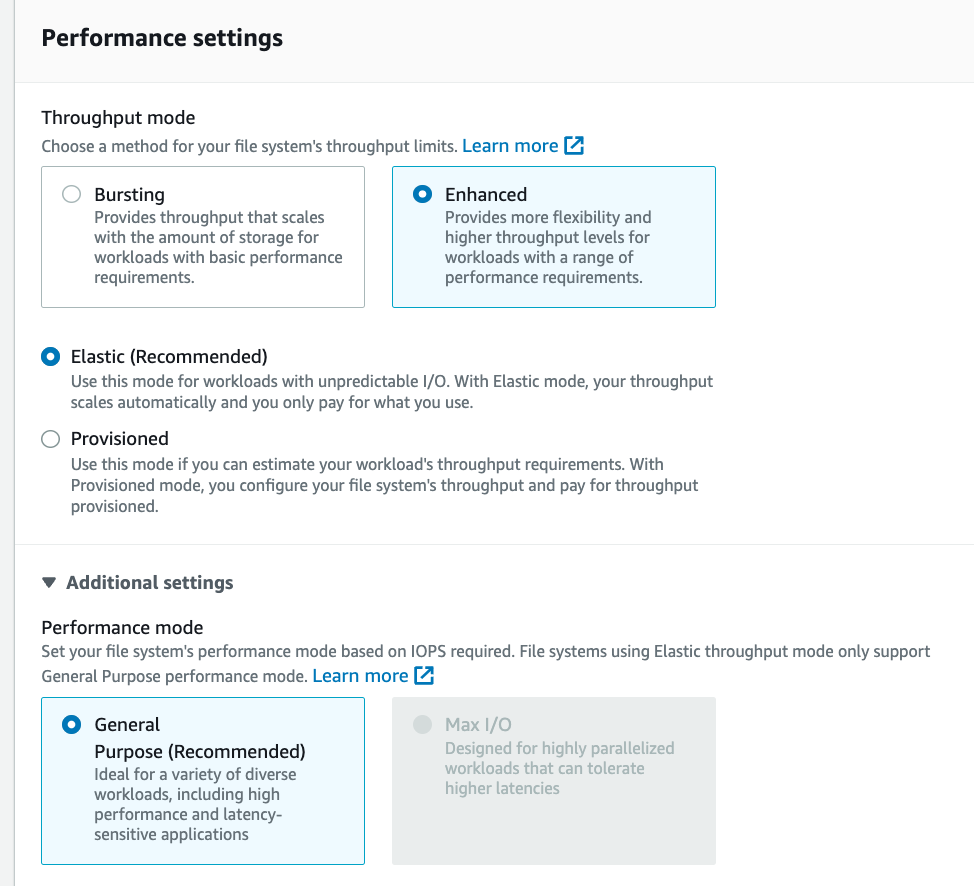 Performance settings
Throughput mode
Choose a method for your file system's throughput limits. Learn more
Bursting
Provides throughput that scales
with the amount of storage for
workloads with basic performance
requirements.
Enhanced
Provides more flexibility and
higher throughput levels for
workloads with a range of
performance requirements.
Elastic (Recommended)
Use this mode for workloads with unpredictable I/O. With Elastic mode, your throughput
scales automatically and you only pay for what you use.
Provisioned
Use this mode if you can estimate your workload's throughput requirements. With
Provisioned mode, you configure your file system's throughput and pay for throughput
provisioned.
Additional settings
Performance mode
Set your file system's performance mode based on IOPS required. File systems using Elastic throughput mode only support
General Purpose performance mode. Learn more
General
Purpose (Recommended)
Ideal for a variety of diverse
workloads, including high
performance and latency-
sensitive applications
Max I/O
Designed for highly parallelized
workloads that can tolerate
higher latencies